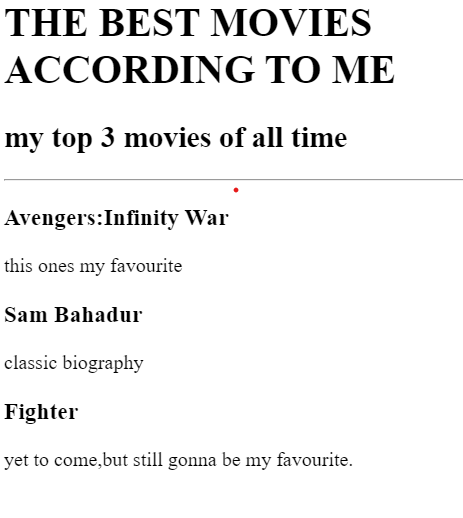 THE BEST MOVIES
ACCORDING TO ME
my top 3 movies of all time
Avengers:Infinity War
this ones my favourite
Sam Bahadur
classic biography
Fighter
yet to come,but still gonna be my favourite.